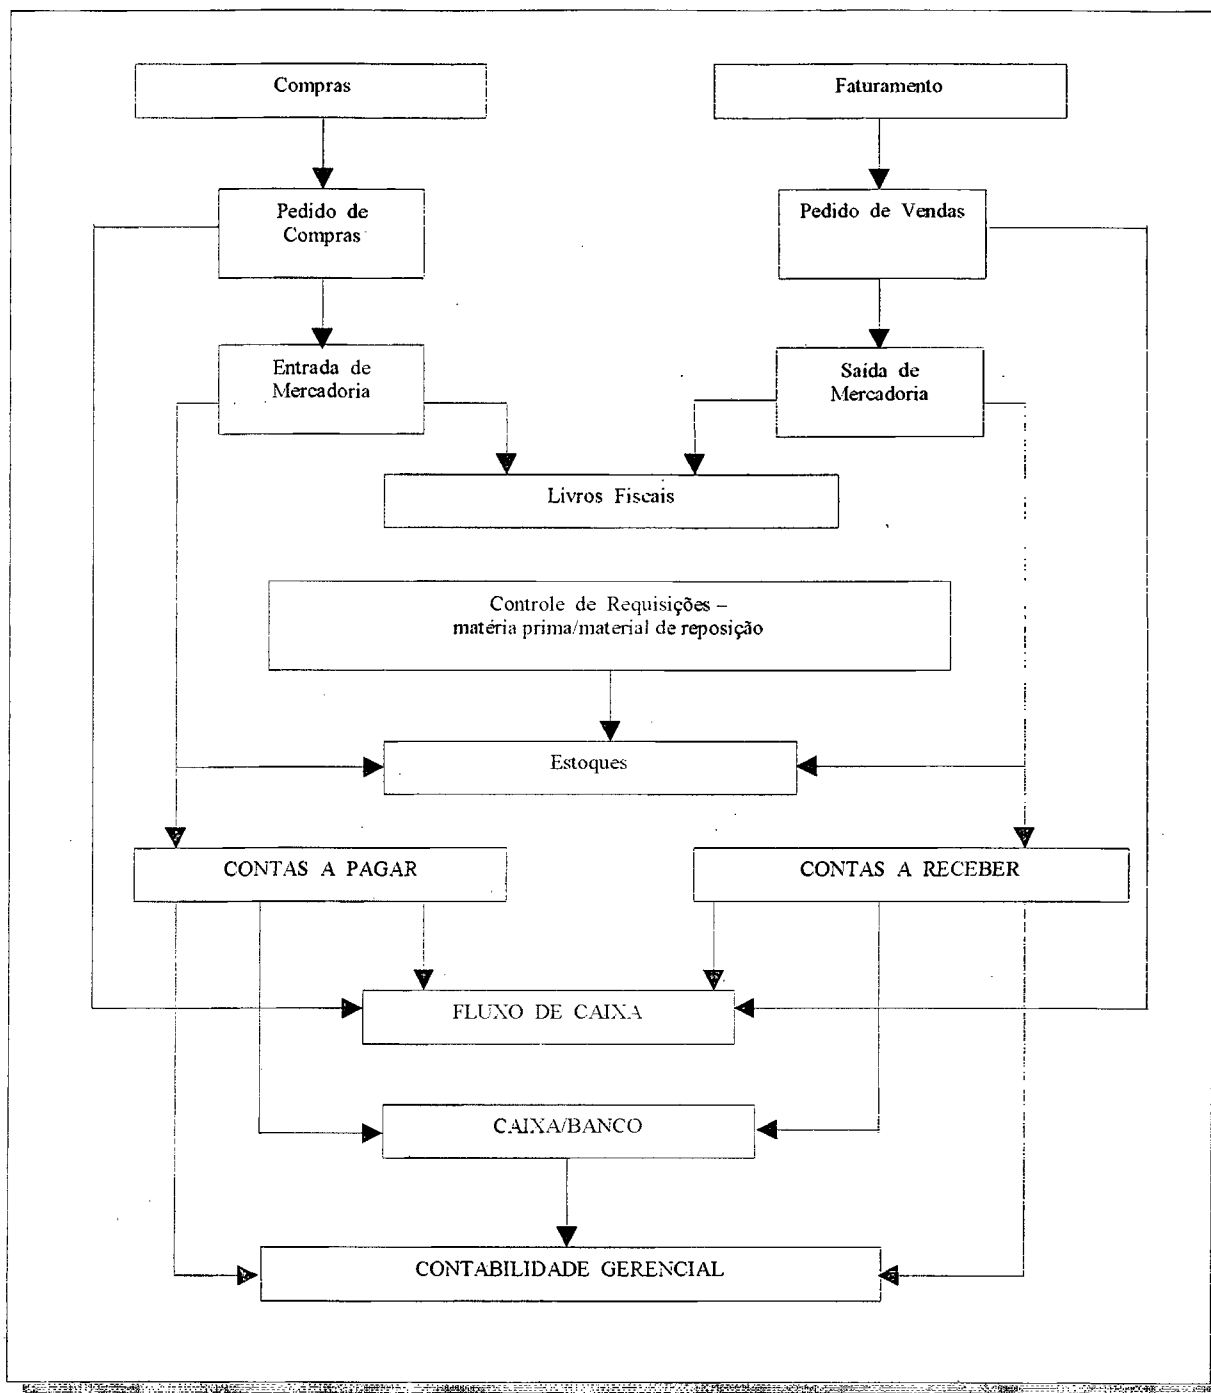 Compras
Faturamento
Pedido de
Compras
Pedido de Vendas
Entrada de
Mercadoria
Saída de
Mercadoria
Livros Fiscais
Controle de Requisições –
matéria prima/material de reposição
Estoques
CONTAS A PAGAR
CONTAS A RECEBER
FLUXO DE CAIXA
CAIXA/BANCO
CONTABILIDADE GERENCIAL